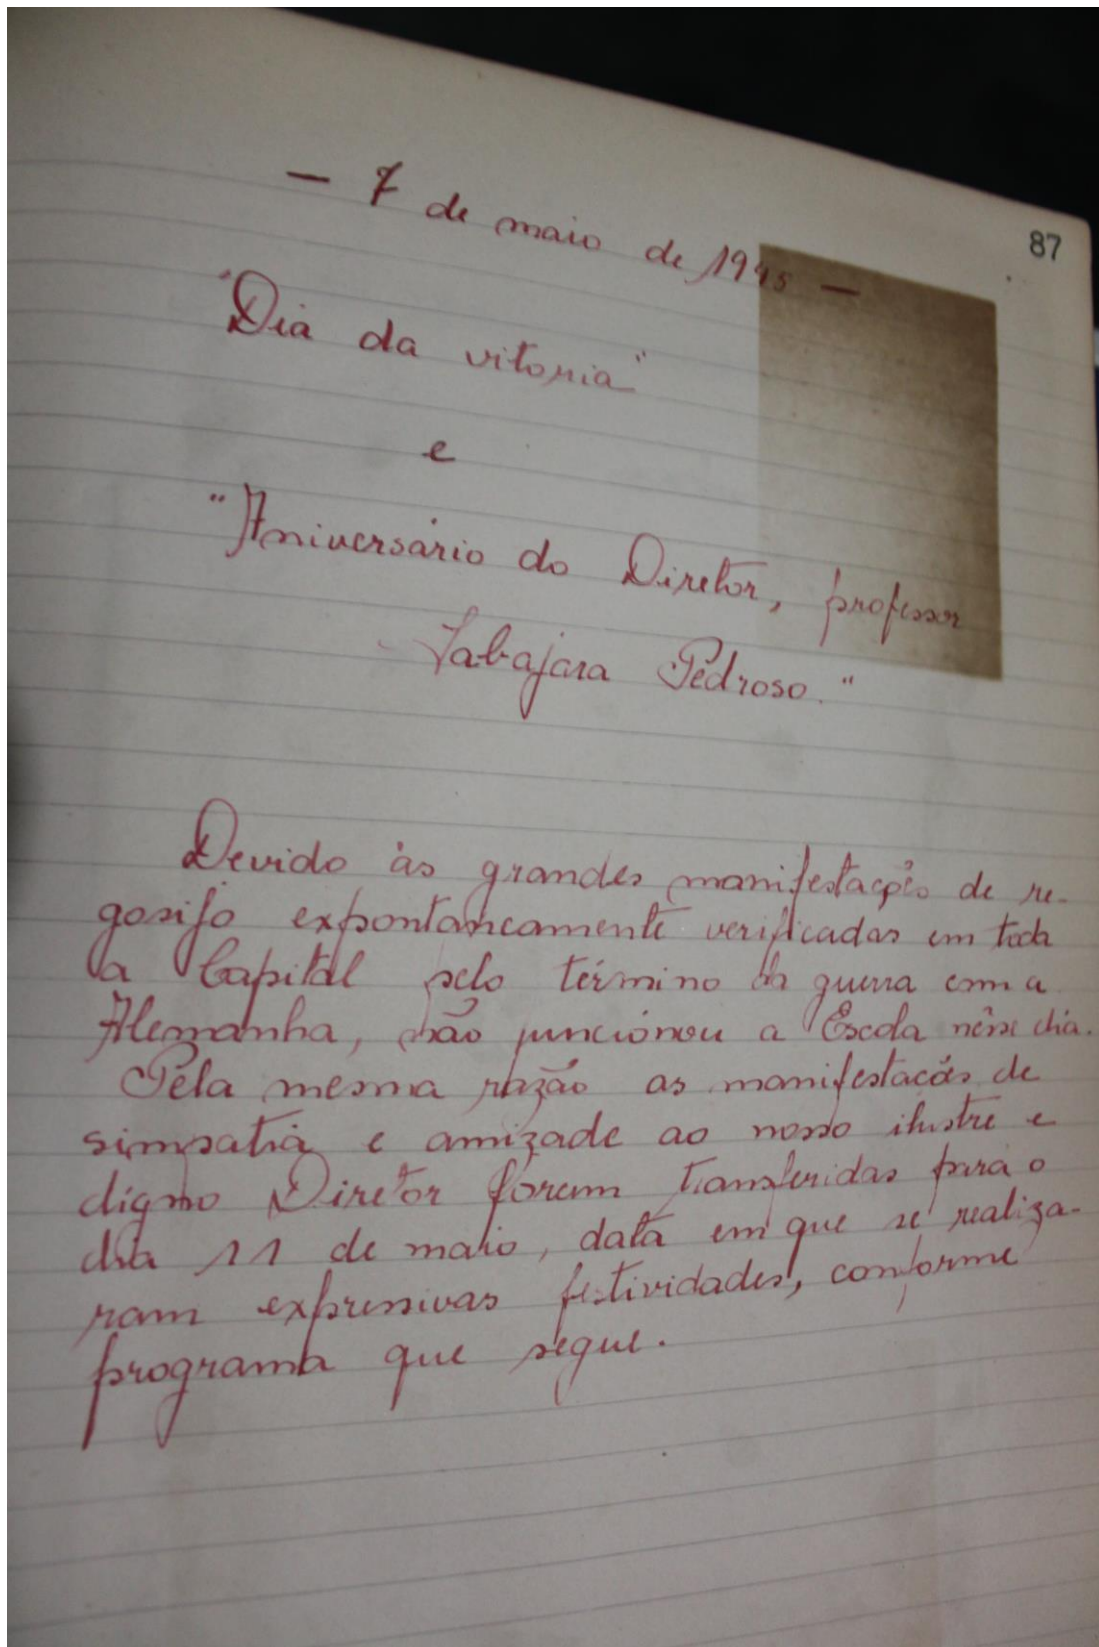 87
— 7 de maio de 1945 —
"Dia da vitoria"
e
"Aniversário do Diretor, professor
Jabajara Pedroso."
Devido às grandes manifestações de re-
gosijo expontaneamente verificadas em toda
a Capital pelo término da guerra com a
Alemanha, não funcionou a Escola nêsse dia.
Pela mesma razão as manifestacões de
simpatia e amizade ao nosso ilustre e
digno Diretor foram transferidas para o
dia 11 de maio, data em que se realiza-
ram expressivas festividades, conforme
programa que segue.